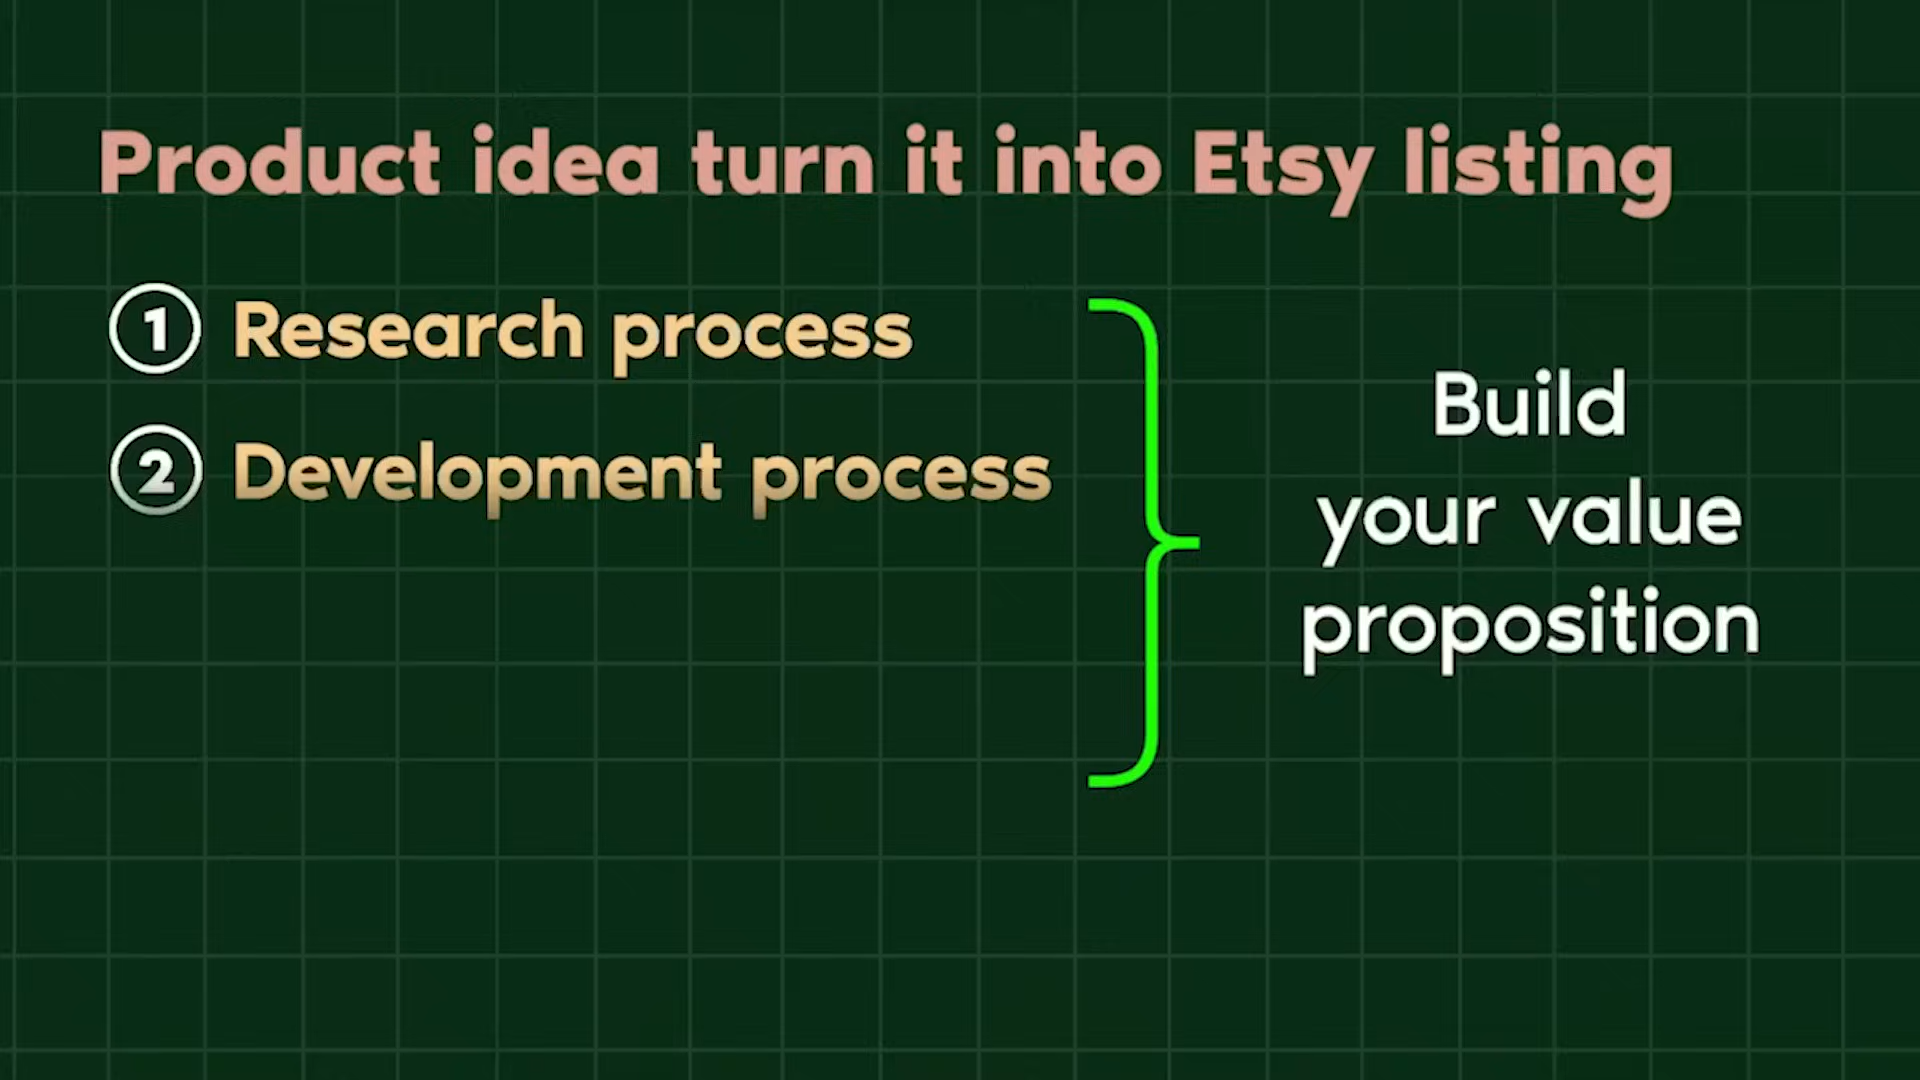 Product idea turn it into Etsy listing
1 Research process
2 Development process
Build
your value
proposition